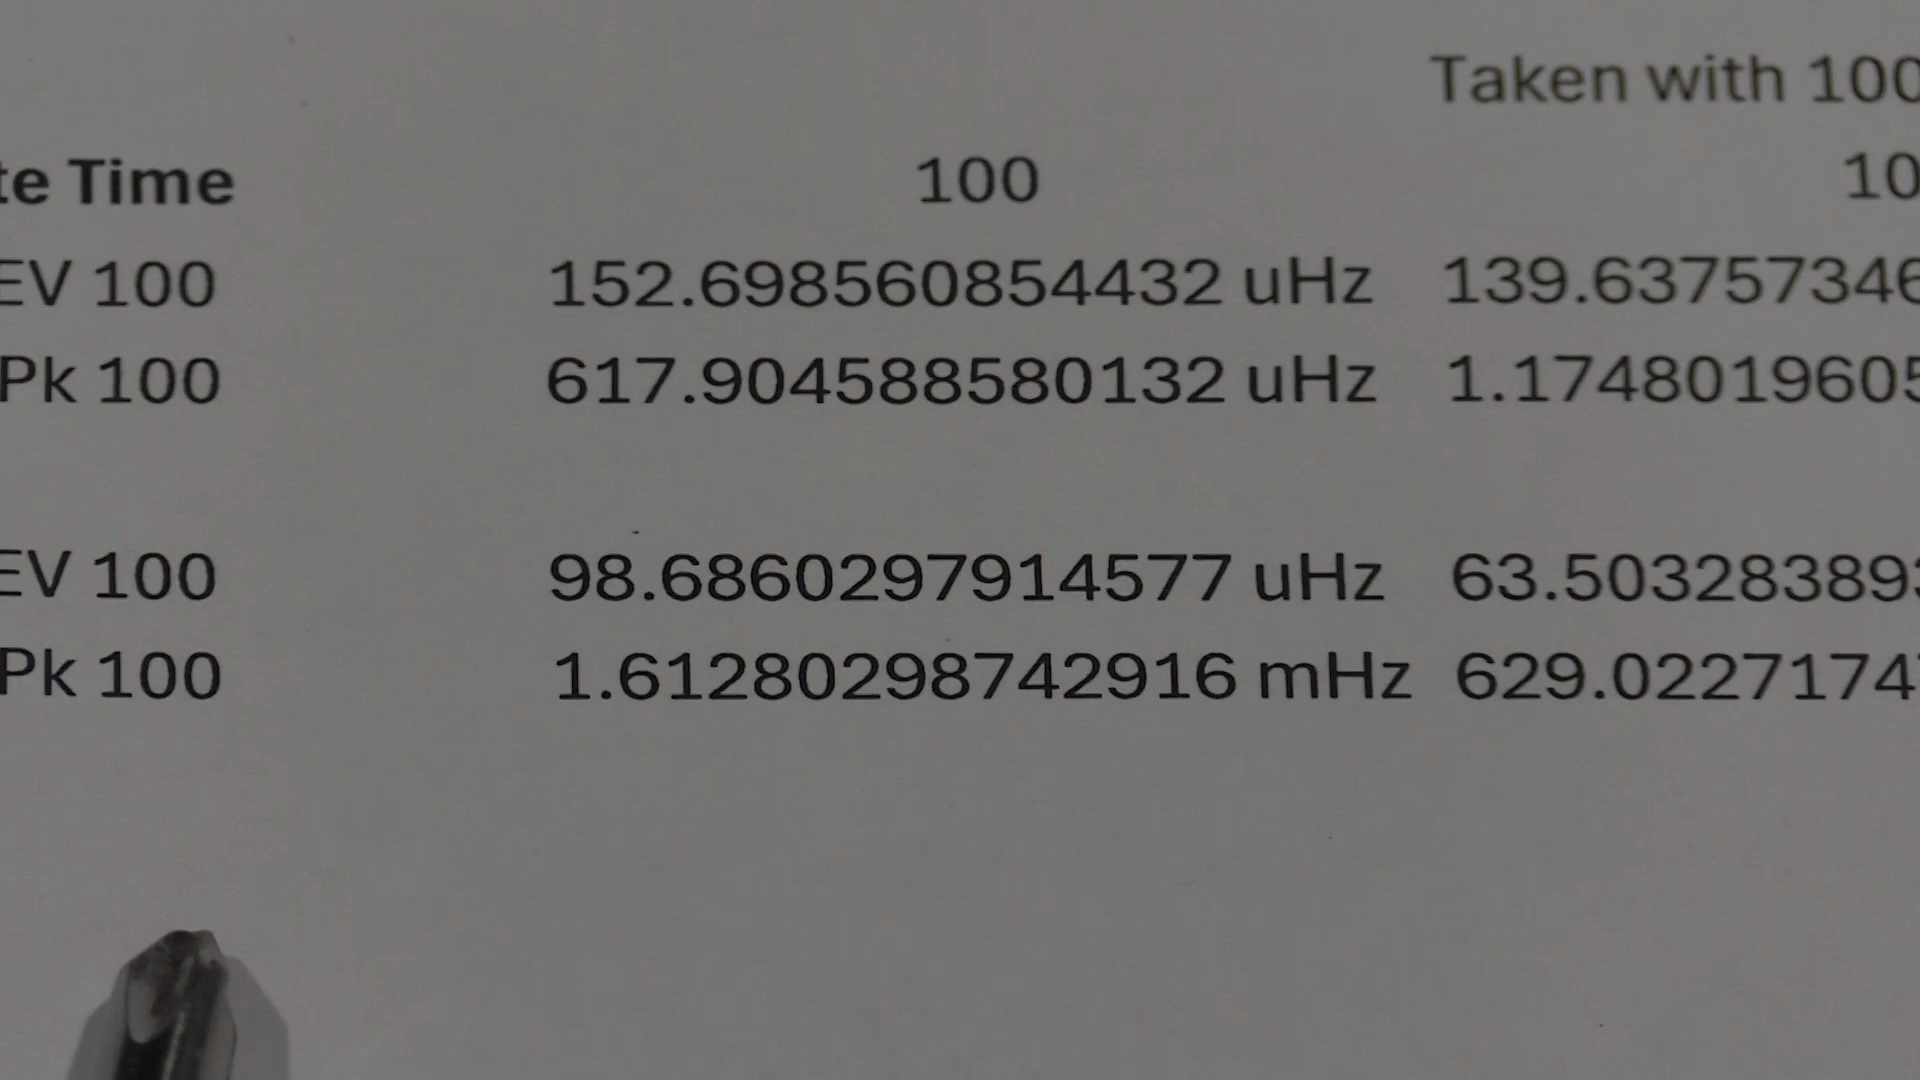 Taken with 100
te Time 100 10
EV 100 152.698560854432 uHz 139.63757346
Pk 100 617.904588580132 uHz 1.1748019605
EV 100 98.6860297914577 uHz 63.503283893
Pk 100 1.61280298742916 mHz 629.0227174